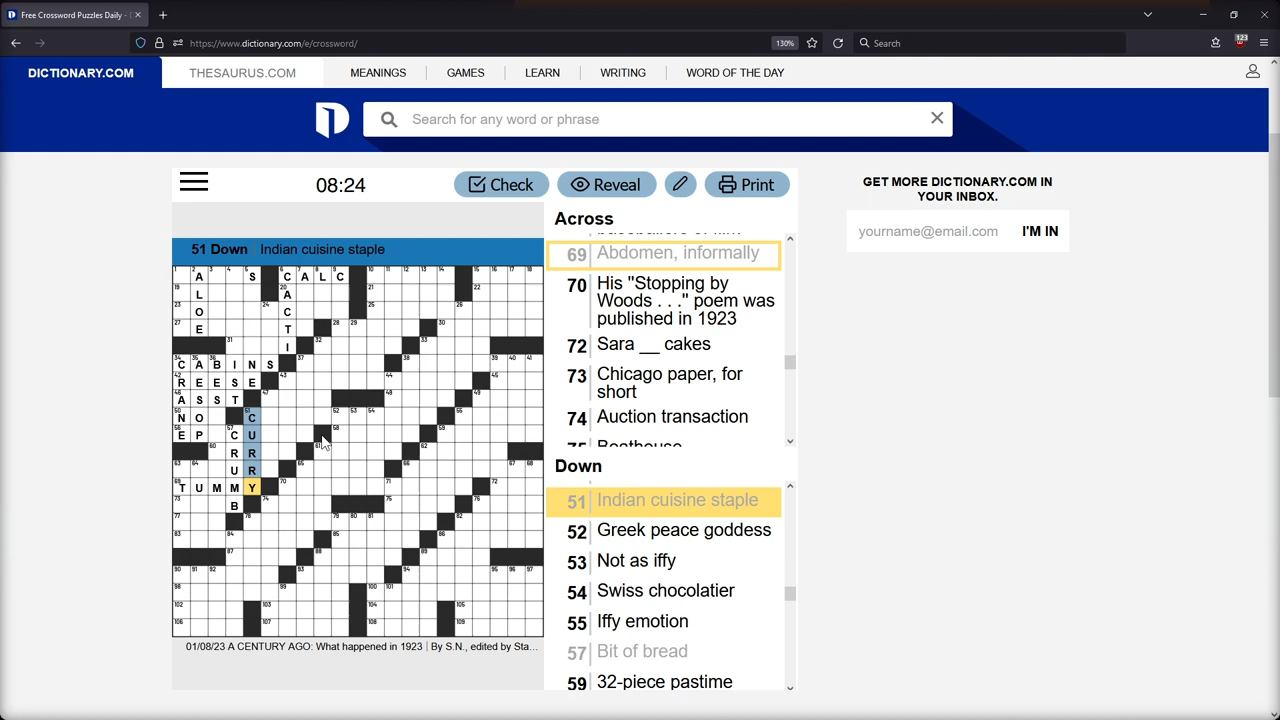 Free Crossword Puzzles Daily -
https://www.dictionary.com/e/crossword/
130%
Search
123
DICTIONARY.COM
THESAURUS.COM
MEANINGS
GAMES
LEARN
WRITING
WORD OF THE DAY
Search for any word or phrase
08:24
Check
Reveal
Print
GET MORE DICTIONARY.COM IN
YOUR INBOX.
yourname@email.com
I'M IN
51 Down Indian cuisine staple
A S C A L C
L A
O C
E T
I
C A B I N S
R E E S E
A S S T
N O C
E P C U
R R
U R
T U M M Y
B
01/08/23 A CENTURY AGO: What happened in 1923 | By S.N., edited by Sta...
Across
69 Abdomen, informally
70 His "Stopping by
Woods . . ." poem was
published in 1923
72 Sara __ cakes
73 Chicago paper, for
short
74 Auction transaction
Down
51 Indian cuisine staple
52 Greek peace goddess
53 Not as iffy
54 Swiss chocolatier
55 Iffy emotion
57 Bit of bread
59 32-piece pastime